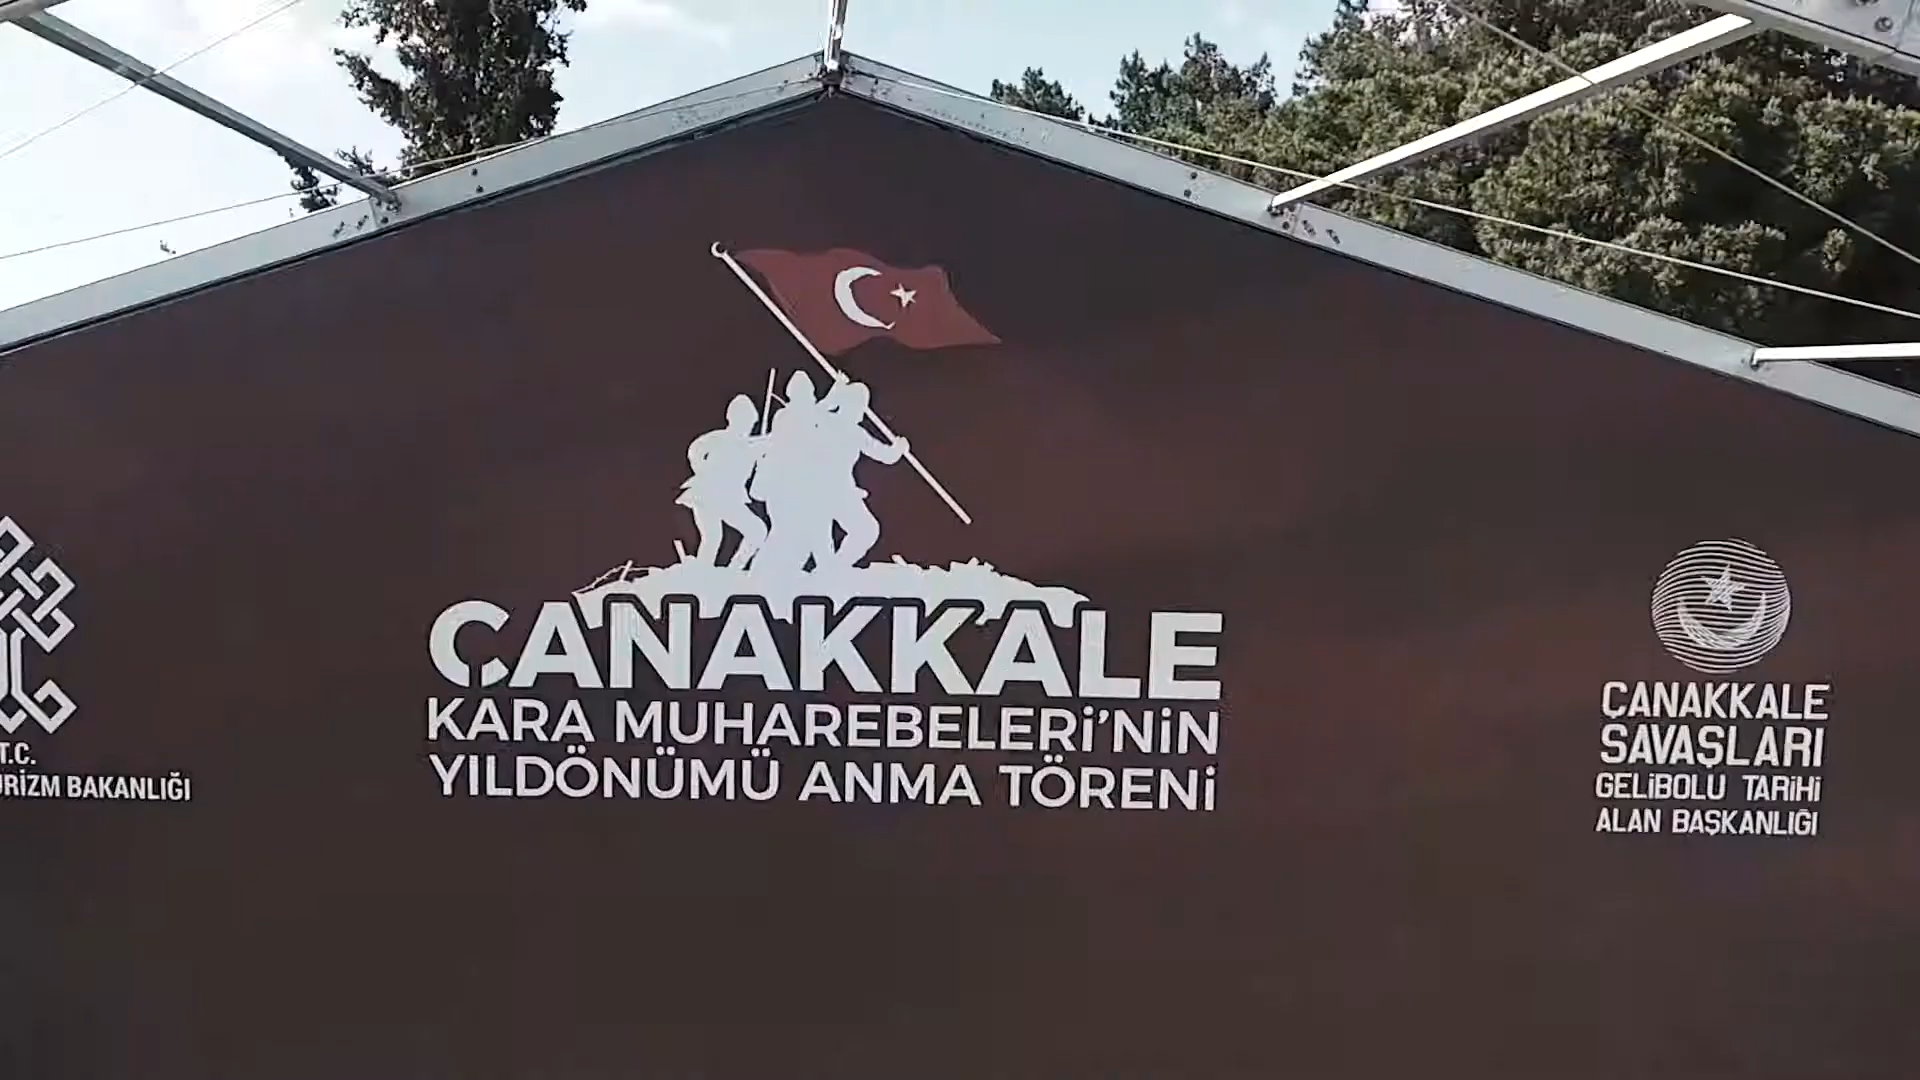 ÇANAKKALE
KARA MUHAREBELERİ'NİN
YILDÖNÜMÜ ANMA TÖRENİ
T.C.
BAKANLIĞI
ÇANAKKALE
SAVAŞLARI
GELİBOLU TARİHİ
ALAN BAŞKANLIĞI